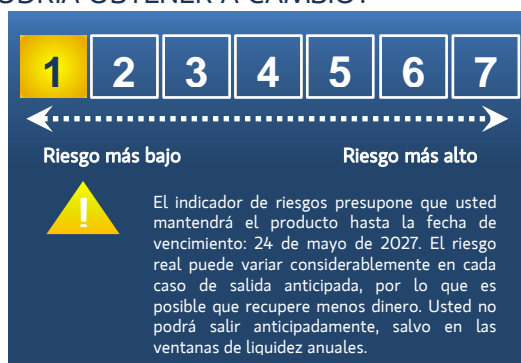 ODRÍA OBTENER A CAMBIO?
1 2 3 4 5 6 7
Riesgo más bajo Riesgo más alto
!
El indicador de riesgos presupone que usted
mantendrá el producto hasta la fecha de
vencimiento: 24 de mayo de 2027. El riesgo
real puede variar considerablemente en cada
caso de salida anticipada, por lo que es
posible que recupere menos dinero. Usted no
podrá salir anticipadamente, salvo en las
ventanas de liquidez anuales.